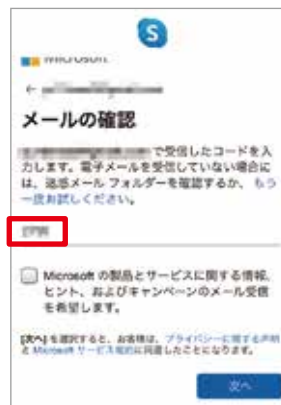 S
Microsoft
←
メールの確認
で受信したコードを入
力します。電子メールを受信していない場合に
は、迷惑メール フォルダーを確認するか、もう
一度お試しください。
Microsoft の製品とサービスに関する情報、
ヒント、およびキャンペーンのメール受信
を希望します。
[次へ] を選択すると、お客様は、プライバシーに関する声明
と Microsoft サービス規約に同意したことになります。
次へ